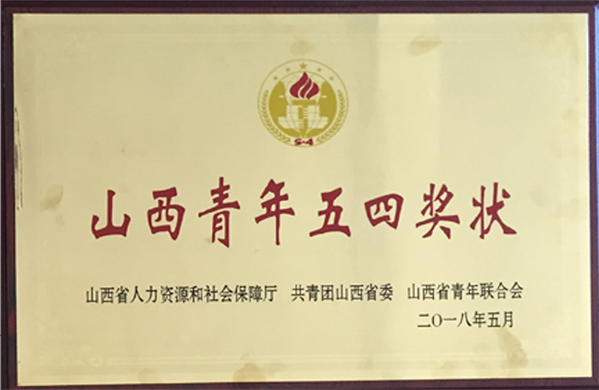 5-4
山西青年五四奖状
山西省人力资源和社会保障厅 共青团山西省委 山西省青年联合会
二〇一八年五月